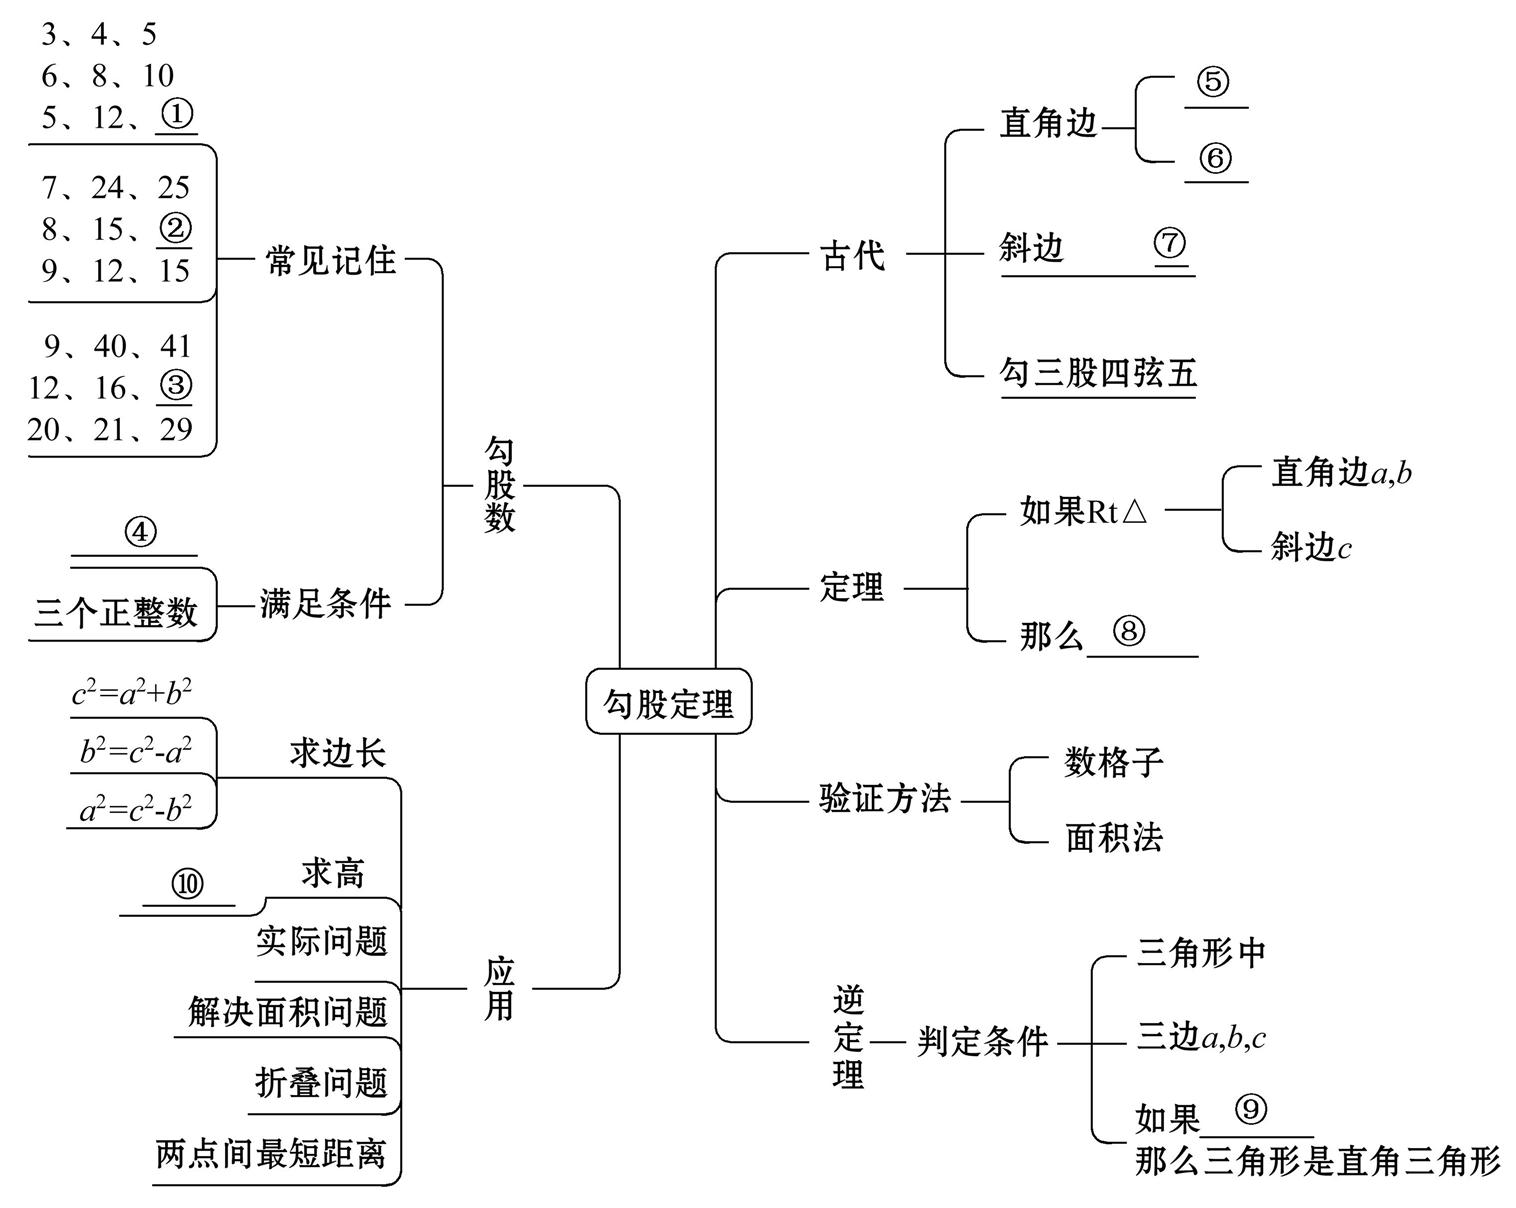 3、4、5
6、8、10
5、12、①
7、24、25
8、15、②
9、12、15
9、40、41
12、16、③
20、21、29
常见记住
勾股数
④
三个正整数
满足条件
c²=a²+b²
b²=c²-a²
a²=c²-b²
求边长
⑩
求高
实际问题
解决面积问题
折叠问题
两点间最短距离
应用
勾股定理
古代
直角边
⑤
⑥
斜边 ⑦
勾三股四弦五
定理
如果Rt△
直角边a,b
斜边c
那么 ⑧
验证方法
数格子
面积法
逆定理
判定条件
三角形中
三边a,b,c
如果 ⑨
那么三角形是直角三角形